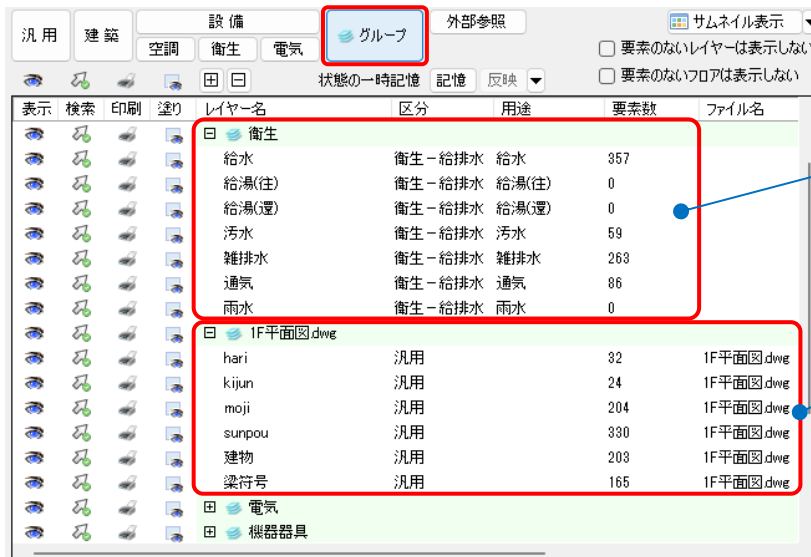 汎用 建築 設備 グループ 外部参照 サムネイル表示
空調 衛生 電気 要素のないレイヤーは表示しない
状態の一時記憶 記憶 反映 要素のないフロアは表示しない
表示 検索 印刷 塗り レイヤー名 区分 用途 要素数 ファイル名
衛生
給水 衛生－給排水 給水 357
給湯(往) 衛生－給排水 給湯(往) 0
給湯(還) 衛生－給排水 給湯(還) 0
汚水 衛生－給排水 汚水 59
雑排水 衛生－給排水 雑排水 263
通気 衛生－給排水 通気 86
雨水 衛生－給排水 雨水 0
1F平面図.dwg
hari 汎用 32 1F平面図.dwg
kijun 汎用 24 1F平面図.dwg
moji 汎用 204 1F平面図.dwg
sunpou 汎用 330 1F平面図.dwg
建物 汎用 203 1F平面図.dwg
梁符号 汎用 165 1F平面図.dwg
電気
機器器具